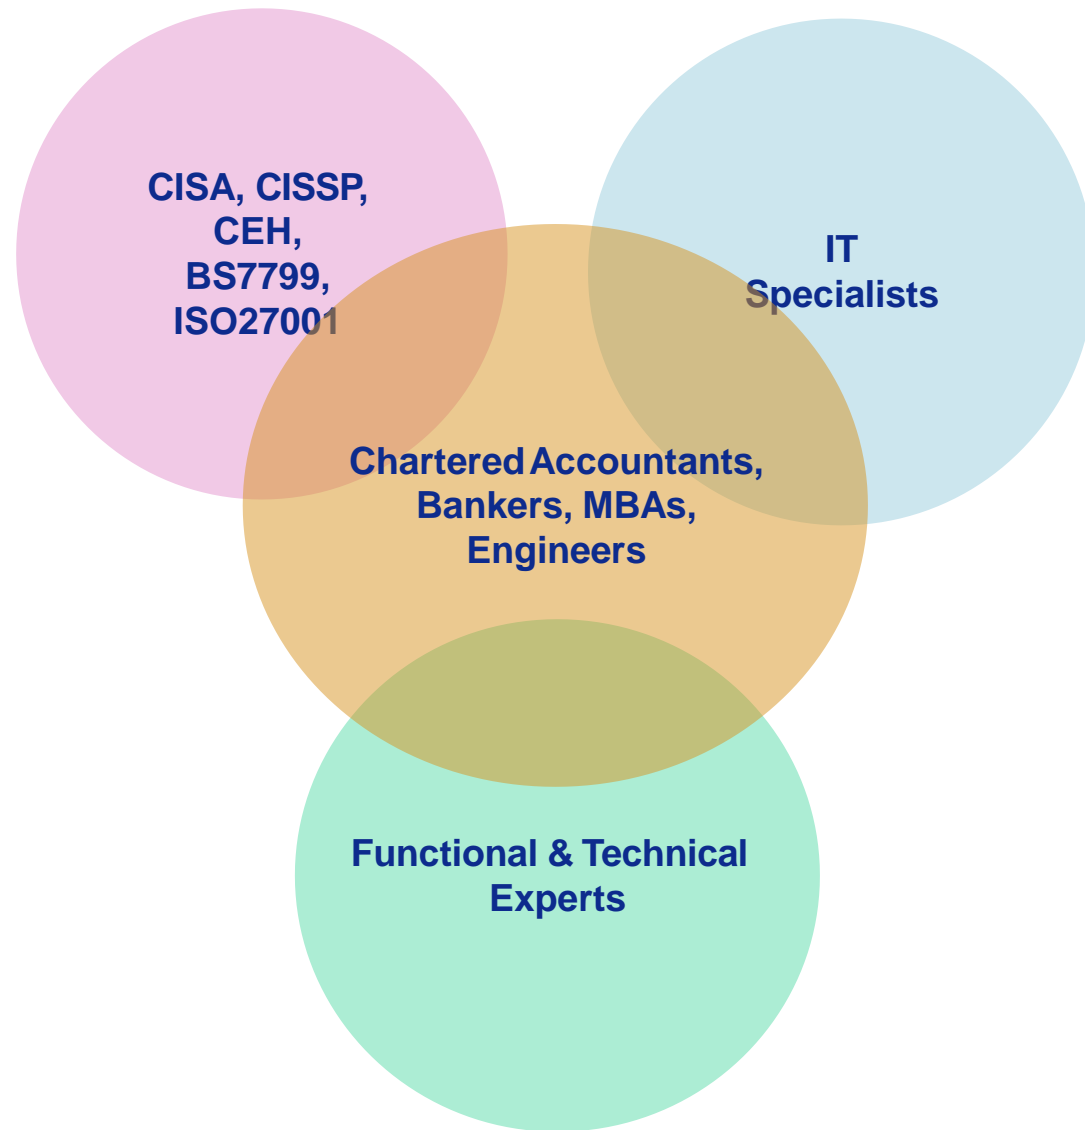 CISA, CISSP,
CEH,
BS7799,
ISO27001
IT
Specialists
Chartered Accountants,
Bankers, MBAs,
Engineers
Functional & Technical
Experts